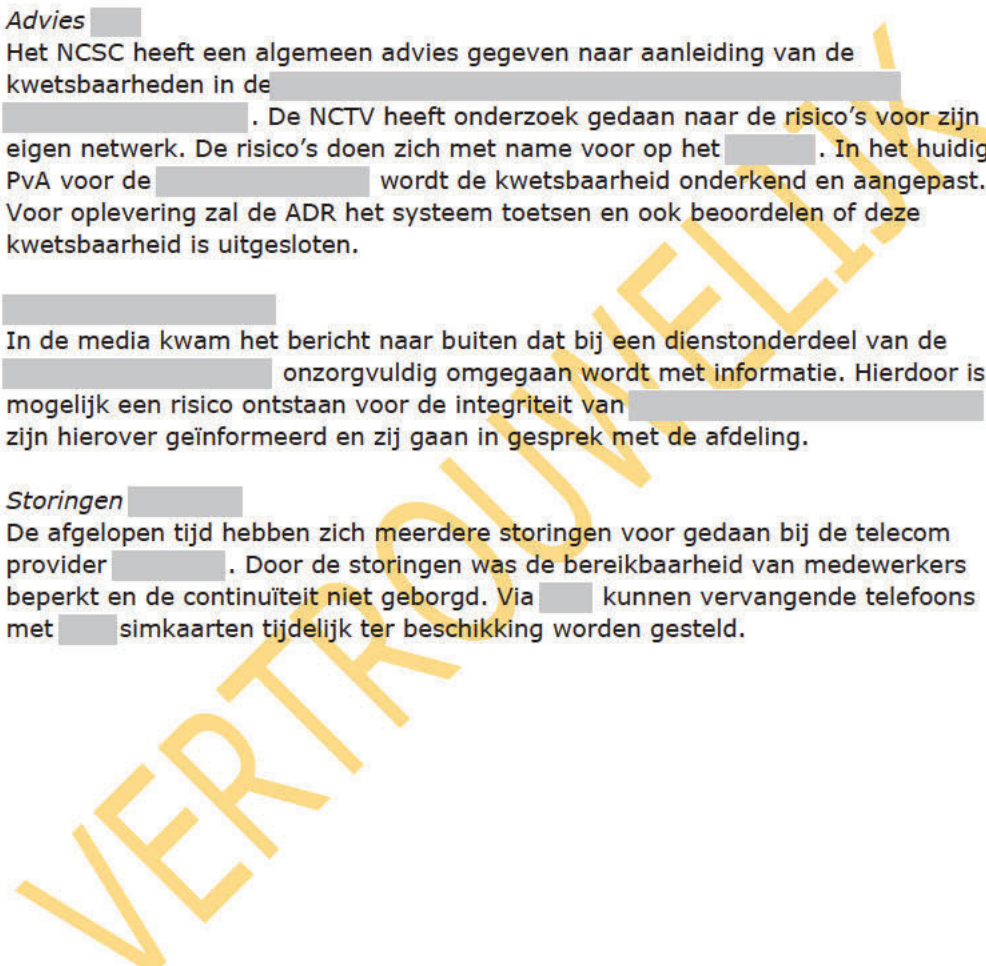 Advies
Het NCSC heeft een algemeen advies gegeven naar aanleiding van de
kwetsbaarheden in de
. De NCTV heeft onderzoek gedaan naar de risico's voor zijn
eigen netwerk. De risico's doen zich met name voor op het . In het huidig
PvA voor de wordt de kwetsbaarheid onderkend en aangepast.
Voor oplevering zal de ADR het systeem toetsen en ook beoordelen of deze
kwetsbaarheid is uitgesloten.
In de media kwam het bericht naar buiten dat bij een dienstonderdeel van de
onzorgvuldig omgegaan wordt met informatie. Hierdoor is
mogelijk een risico ontstaan voor de integriteit van
zijn hierover geïnformeerd en zij gaan in gesprek met de afdeling.
Storingen
De afgelopen tijd hebben zich meerdere storingen voor gedaan bij de telecom
provider . Door de storingen was de bereikbaarheid van medewerkers
beperkt en de continuïteit niet geborgd. Via kunnen vervangende telefoons
met simkaarten tijdelijk ter beschikking worden gesteld.
VERTROUWELIJK